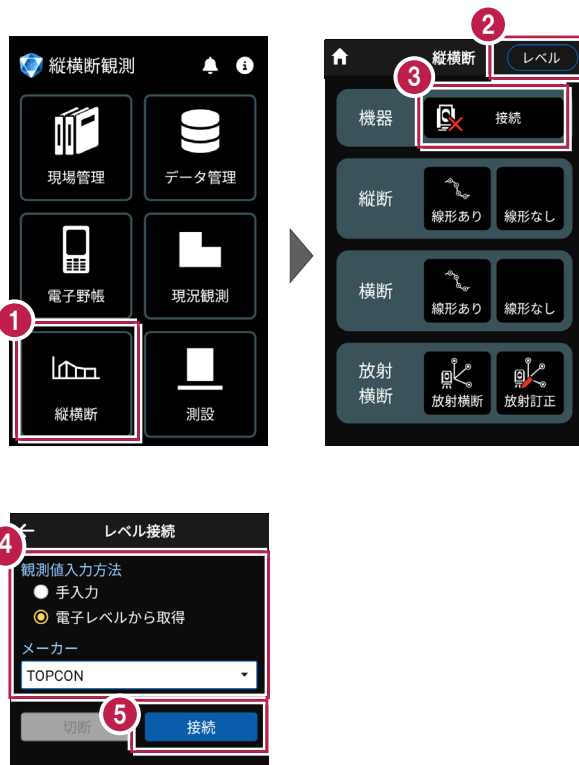 縦横断観測
現場管理
データ管理
電子野帳
現況観測
1
縦横断
測設
2
縦横断
レベル
3
機器
接続
縦断
線形あり
線形なし
横断
線形あり
線形なし
放射
横断
放射横断
放射訂正
レベル接続
4
観測値入力方法
手入力
電子レベルから取得
メーカー
TOPCON
切断
5
接続